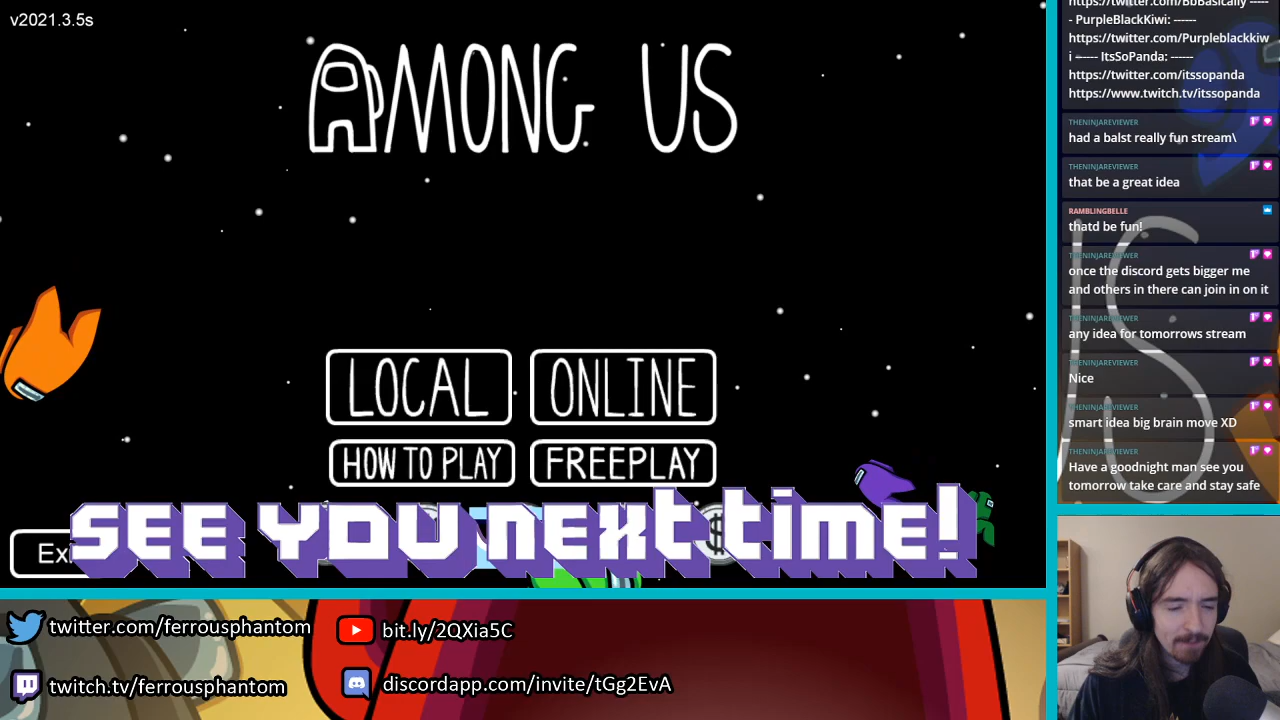 v2021.3.5s
AMONG US
LOCAL
ONLINE
HOW TO PLAY
FREEPLAY
SEE YOU next time!
Exi
twitter.com/ferrousphantom
bit.ly/2QXia5C
twitch.tv/ferrousphantom
discordapp.com/invite/tGg2EvA
https://twitter.com/BbBasically -----
- PurpleBlackKiwi: ------
https://twitter.com/Purpleblackkiw
i ------ ItsSoPanda: ------
https://twitter.com/itssopanda
https://www.twitch.tv/itssopanda
THENINJAREVIEWER
had a balst really fun stream\
THENINJAREVIEWER
that be a great idea
RAMBLINGBELLE
thatd be fun!
THENINJAREVIEWER
once the discord gets bigger me
and others in there can join in on it
THENINJAREVIEWER
any idea for tomorrows stream
THENINJAREVIEWER
Nice
THENINJAREVIEWER
smart idea big brain move XD
THENINJAREVIEWER
Have a goodnight man see you
tomorrow take care and stay safe